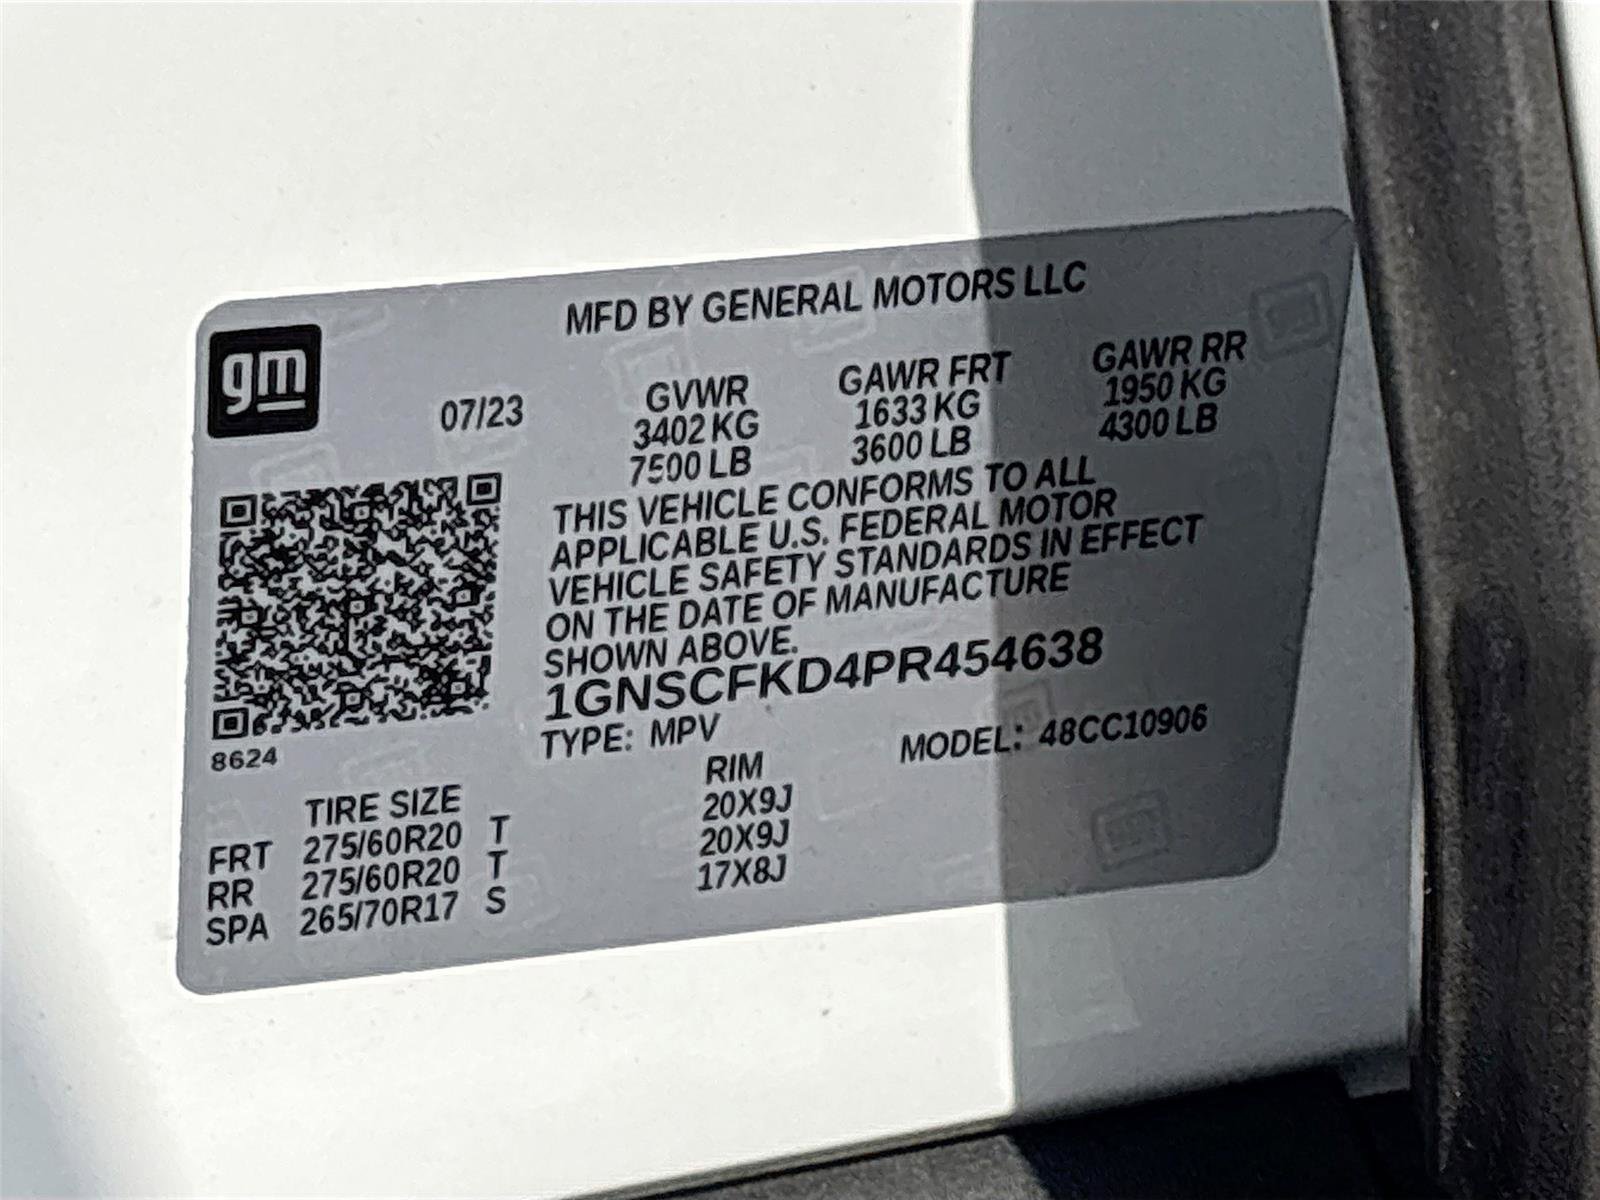 MFD BY GENERAL MOTORS LLC
gm
07/23
GVWR GAWR FRT GAWR RR
3402 KG 1633 KG 1950 KG
7500 LB 3600 LB 4300 LB
THIS VEHICLE CONFORMS TO ALL
APPLICABLE U.S. FEDERAL MOTOR
VEHICLE SAFETY STANDARDS IN EFFECT
ON THE DATE OF MANUFACTURE
SHOWN ABOVE.
1GNSCFKD4PR454638
TYPE: MPV MODEL: 48CC10906
8624
TIRE SIZE RIM
FRT 275/60R20 T 20X9J
RR 275/60R20 T 20X9J
SPA 265/70R17 S 17X8J